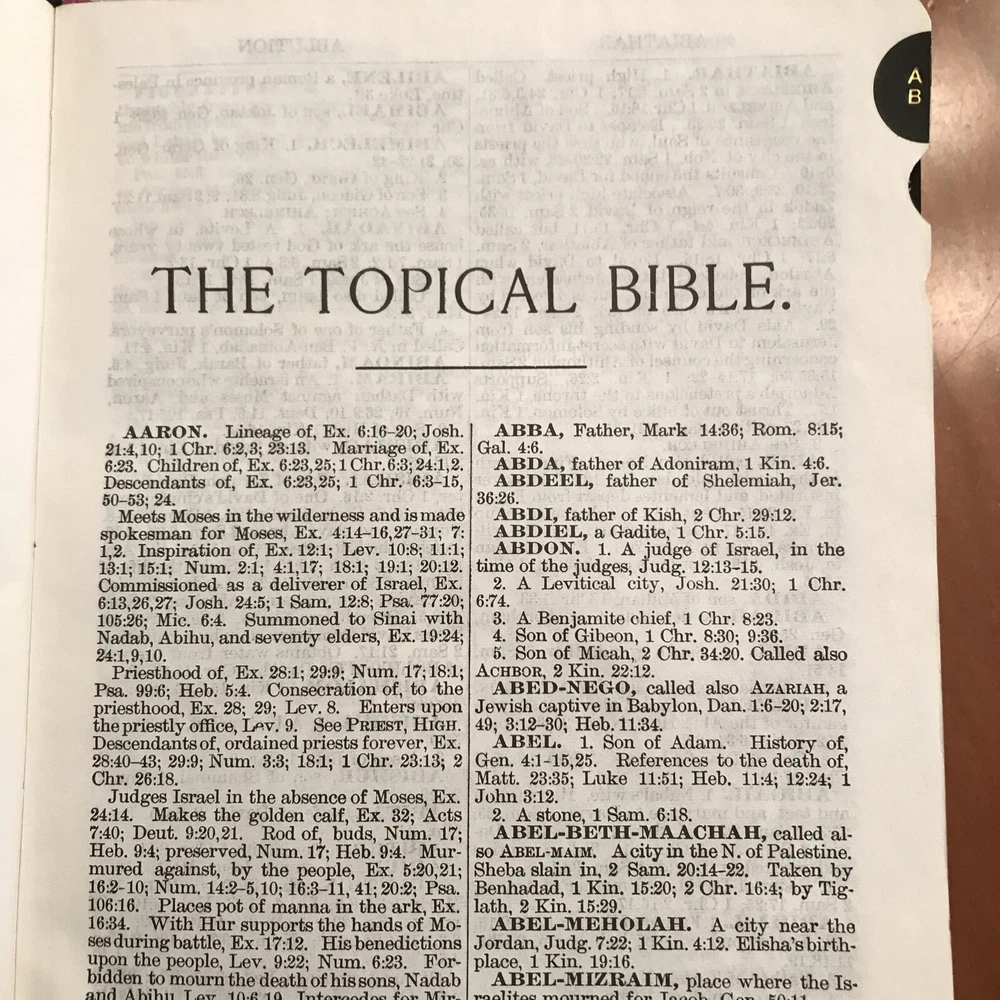 A
B
THE TOPICAL BIBLE.
AARON. Lineage of, Ex. 6:16-20; Josh.
21:4,10; 1 Chr. 6:2,3; 23:13. Marriage of, Ex.
6:23. Children of, Ex. 6:23,25; 1 Chr. 6:3; 24:1,2.
Descendants of, Ex. 6:23,25; 1 Chr. 6:3-15,
50-53; 24.
Meets Moses in the wilderness and is made
spokesman for Moses, Ex. 4:14-16,27-31; 7:
1,2. Inspiration of, Ex. 12:1; Lev. 10:8; 11:1;
13:1; 15:1; Num. 2:1; 4:1,17; 18:1; 19:1; 20:12.
Commissioned as a deliverer of Israel, Ex.
6:13,26,27; Josh. 24:5; 1 Sam. 12:8; Psa. 77:20;
105:26; Mic. 6:4. Summoned to Sinai with
Nadab, Abihu, and seventy elders, Ex. 19:24;
24:1,9,10.
Priesthood of, Ex. 28:1; 29:9; Num. 17; 18:1;
Psa. 99:6; Heb. 5:4. Consecration of, to the
priesthood, Ex. 28; 29; Lev. 8. Enters upon
the priestly office, Lev. 9. See PRIEST, HIGH.
Descendants of, ordained priests forever, Ex.
28:40-43; 29:9; Num. 3:3; 18:1; 1 Chr. 23:13; 2
Chr. 26:18.
Judges Israel in the absence of Moses, Ex.
24:14. Makes the golden calf, Ex. 32; Acts
7:40; Deut. 9:20,21. Rod of, buds, Num. 17;
Heb. 9:4; preserved, Num. 17; Heb. 9:4. Mur-
mured against, by the people, Ex. 5:20,21;
16:2-10; Num. 14:2-5,10; 16:3-11, 41; 20:2; Psa.
106:16. Places pot of manna in the ark, Ex.
16:34. With Hur supports the hands of Mo-
ses during battle, Ex. 17:12. His benedictions
upon the people, Lev. 9:22; Num. 6:23. For-
bidden to mourn the death of his sons, Nadab
and Abihu, Lev. 10:6,19. Intercedes for Mir-
ABBA, Father, Mark 14:36; Rom. 8:15;
Gal. 4:6.
ABDA, father of Adoniram, 1 Kin. 4:6.
ABDEEL, father of Shelemiah, Jer.
36:26.
ABDI, father of Kish, 2 Chr. 29:12.
ABDIEL, a Gadite, 1 Chr. 5:15.
ABDON. 1. A judge of Israel, in the
time of the judges, Judg. 12:13-15.
2. A Levitical city, Josh. 21:30; 1 Chr.
6:74.
3. A Benjamite chief, 1 Chr. 8:23.
4. Son of Gibeon, 1 Chr. 8:30; 9:36.
5. Son of Micah, 2 Chr. 34:20. Called also
ACHBOR, 2 Kin. 22:12.
ABED-NEGO, called also AZARIAH, a
Jewish captive in Babylon, Dan. 1:6-20; 2:17,
49; 3:12-30; Heb. 11:34.
ABEL. 1. Son of Adam. History of,
Gen. 4:1-15,25. References to the death of,
Matt. 23:35; Luke 11:51; Heb. 11:4; 12:24; 1
John 3:12.
2. A stone, 1 Sam. 6:18.
ABEL-BETH-MAACHAH, called al-
so ABEL-MAIM. A city in the N. of Palestine.
Sheba slain in, 2 Sam. 20:14-22. Taken by
Benhadad, 1 Kin. 15:20; 2 Chr. 16:4; by Tig-
lath, 2 Kin. 15:29.
ABEL-MEHOLAH. A city near the
Jordan, Judg. 7:22; 1 Kin. 4:12. Elisha's birth-
place, 1 Kin. 19:16.
ABEL-MIZRAIM, place where the Is-
raelites mourned for Jacob, Gen. 50:11.